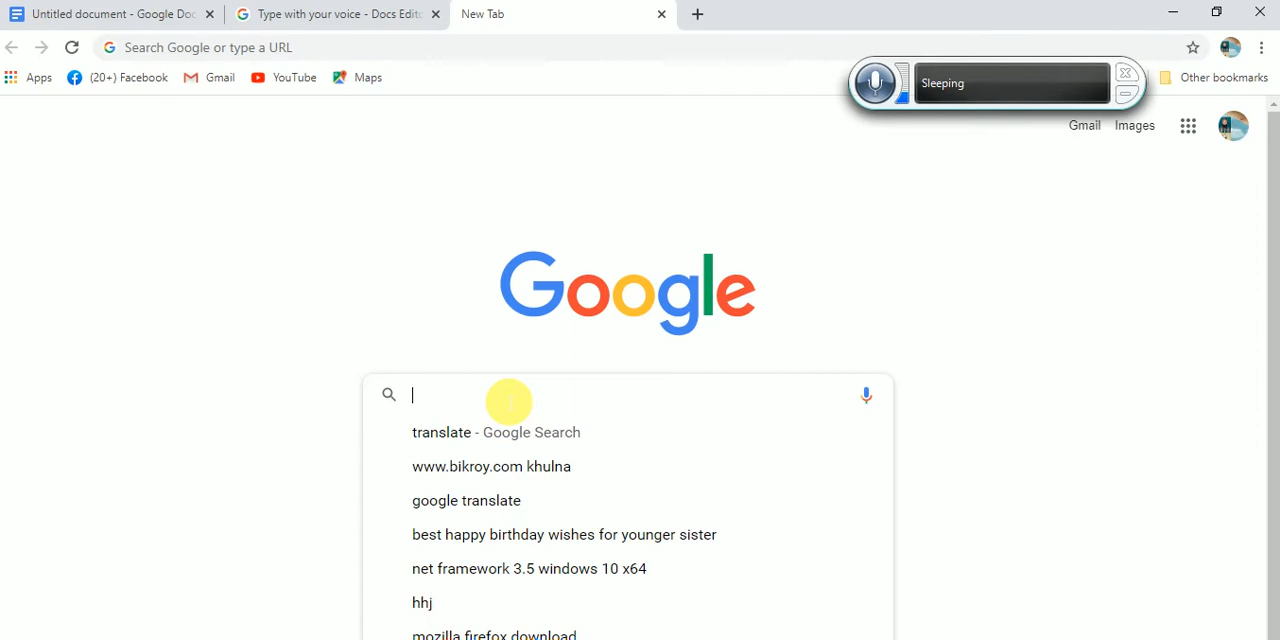 Untitled document - Google Doc
Type with your voice - Docs Edito
New Tab
Search Google or type a URL
Apps
(20+) Facebook
Gmail
YouTube
Maps
Sleeping
Other bookmarks
Gmail
Images
Google
translate - Google Search
www.bikroy.com khulna
google translate
best happy birthday wishes for younger sister
net framework 3.5 windows 10 x64
hhj
mozilla firefox download